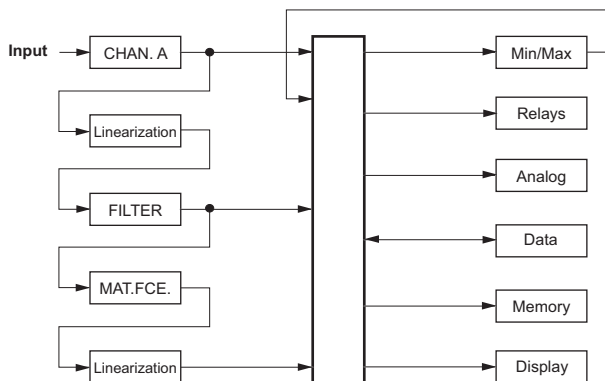 Input
CHAN. A
Min/Max
Linearization
Relays
FILTER
Analog
MAT.FCE.
Data
Memory
Linearization
Display